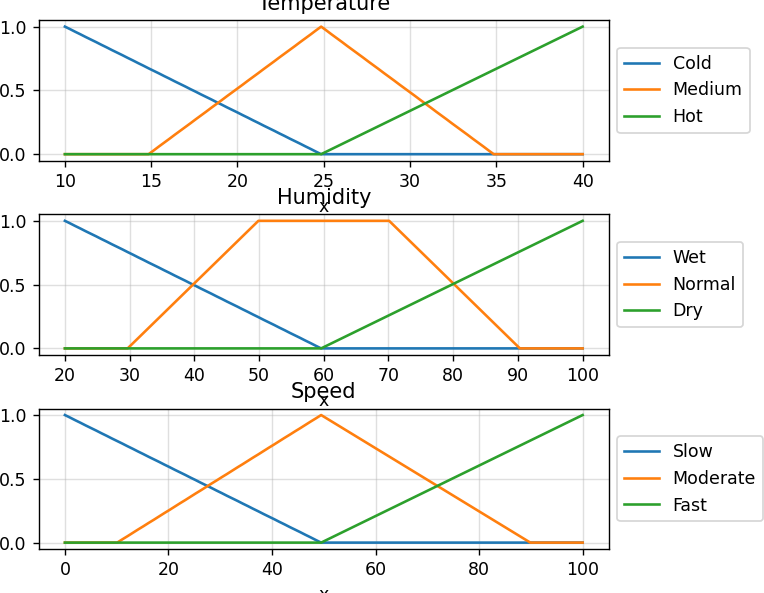 Temperature
1.0
0.5
0.0
10 15 20 25 30 35 40
x
Cold
Medium
Hot
Humidity
1.0
0.5
0.0
20 30 40 50 60 70 80 90 100
x
Wet
Normal
Dry
Speed
1.0
0.5
0.0
0 20 40 60 80 100
x
Slow
Moderate
Fast